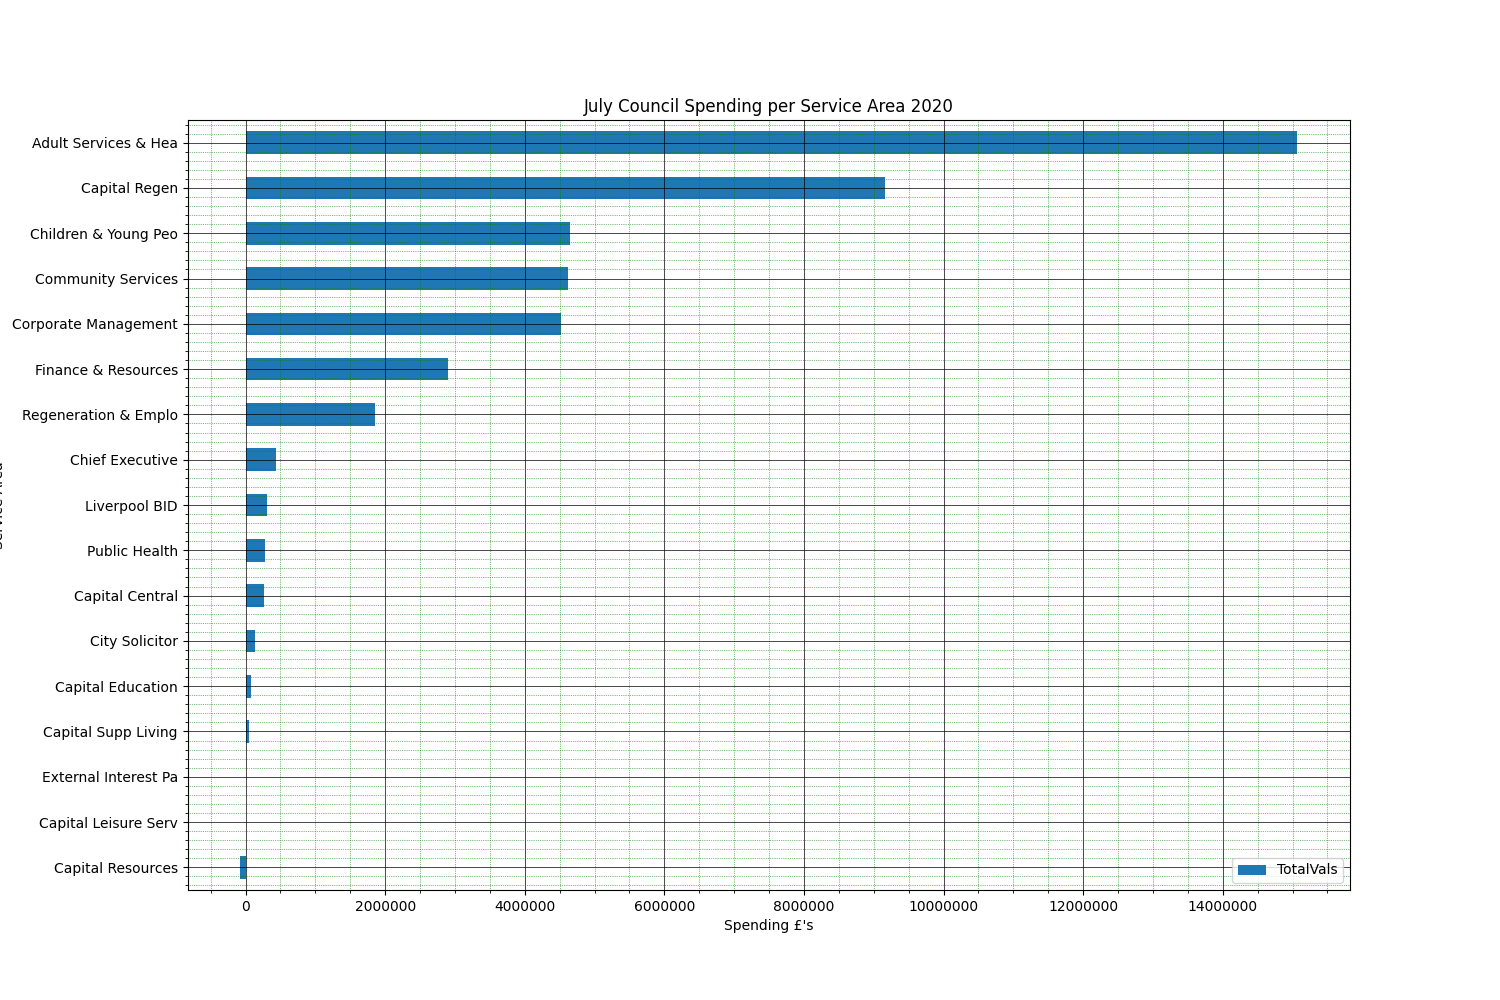 July Council Spending per Service Area 2020
Adult Services & Hea
Capital Regen
Children & Young Peo
Community Services
Corporate Management
Finance & Resources
Regeneration & Emplo
Chief Executive
Liverpool BID
Public Health
Capital Central
City Solicitor
Capital Education
Capital Supp Living
External Interest Pa
Capital Leisure Serv
Capital Resources
TotalVals
0 2000000 4000000 6000000 8000000 10000000 12000000 14000000
Spending £'s